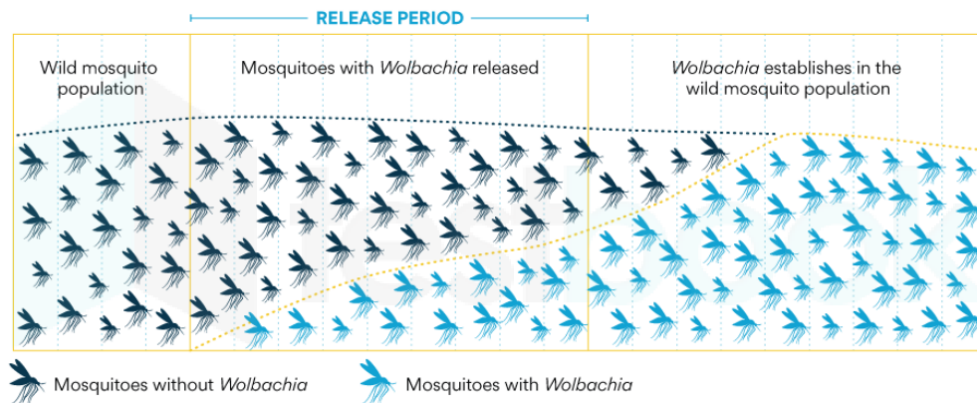 RELEASE PERIOD
Wild mosquito
population
Mosquitoes with Wolbachia released
Wolbachia establishes in the
wild mosquito population
testbook
Mosquitoes without Wolbachia
Mosquitoes with Wolbachia